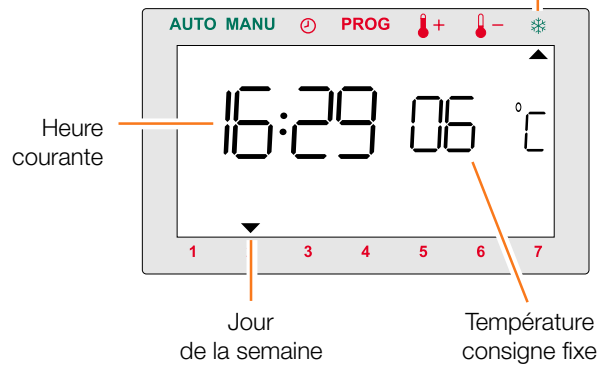 AUTO MANU PROG + − 
16:29 06 °C
Heure
courante
1 3 4 5 6 7
Jour
de la semaine
Température
consigne fixe